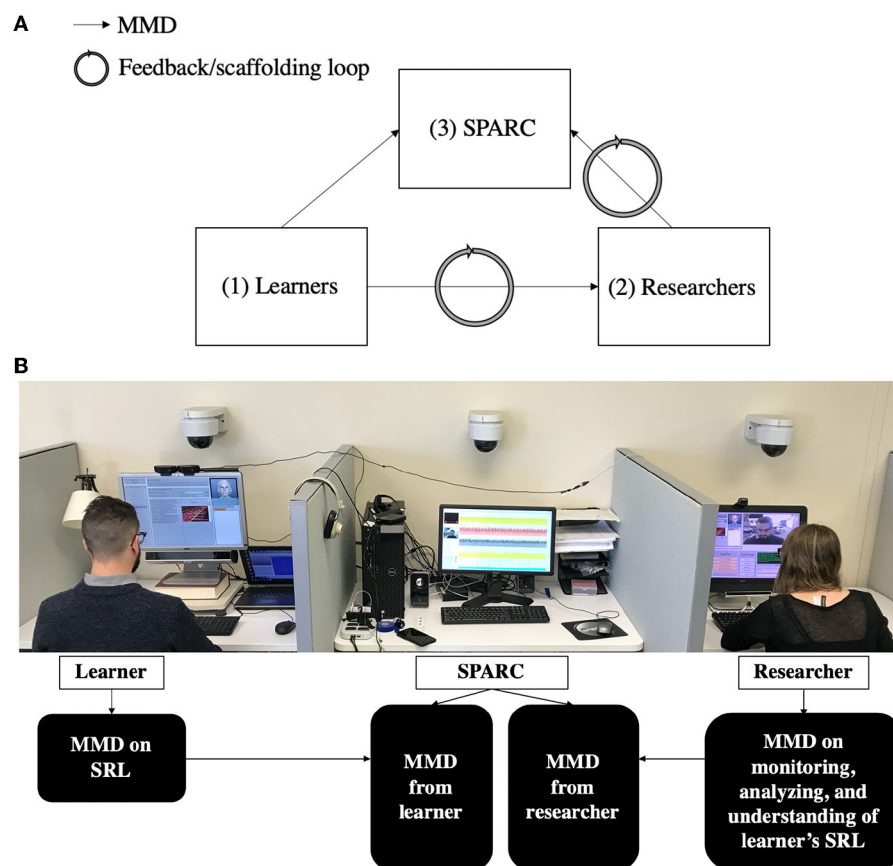 A
MMD
Feedback/scaffolding loop
(3) SPARC
(1) Learners
(2) Researchers
B
Learner
SPARC
Researcher
MMD on
SRL
MMD
from
learner
MMD
from
researcher
MMD on
monitoring,
analyzing, and
understanding of
learner's SRL